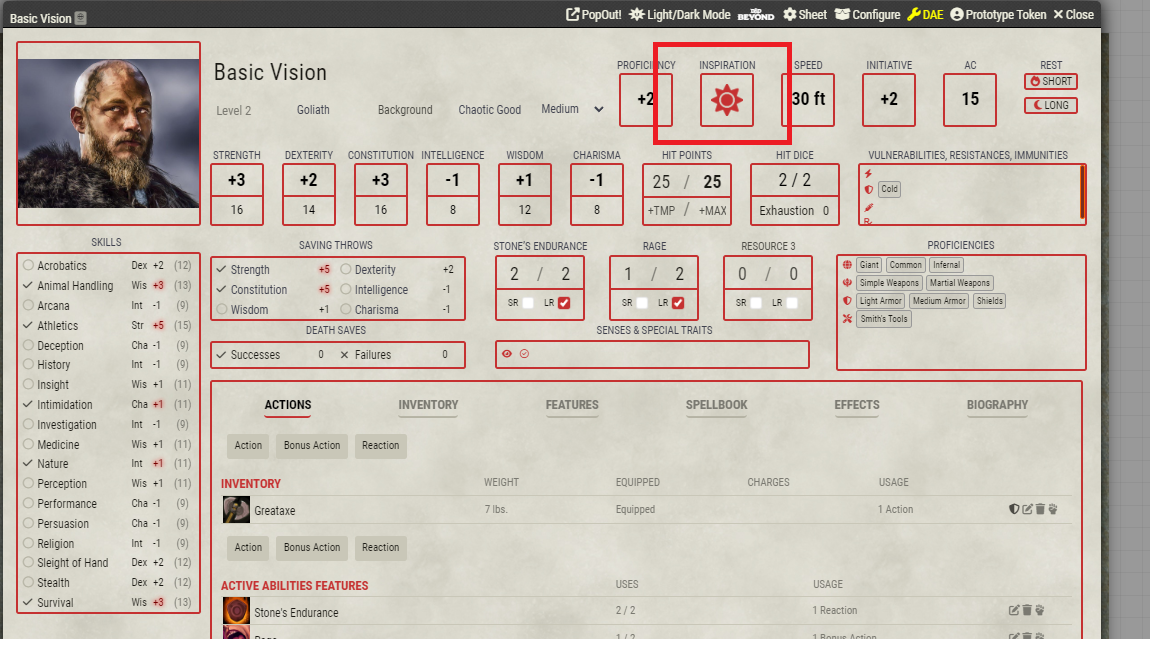 Basic Vision
PopOut! Light/Dark Mode D&D BEYOND Sheet Configure DAE Prototype Token Close
PROFICIENCY INSPIRATION SPEED INITIATIVE AC REST
Basic Vision
+2 30 ft +2 15 SHORT
LONG
Level 2 Goliath Background Chaotic Good Medium
STRENGTH DEXTERITY CONSTITUTION INTELLIGENCE WISDOM CHARISMA HIT POINTS HIT DICE VULNERABILITIES, RESISTANCES, IMMUNITIES
+3 +2 +3 -1 +1 -1 25 / 25 2 / 2 Cold
16 14 16 8 12 8 +TMP / +MAX Exhaustion 0
SKILLS
Acrobatics Dex +2 (12)
Animal Handling Wis +3 (13)
Arcana Int -1 (9)
Athletics Str +5 (15)
Deception Cha -1 (9)
History Int -1 (9)
Insight Wis +1 (11)
Intimidation Cha +1 (11)
Investigation Int -1 (9)
Medicine Wis +1 (11)
Nature Int +1 (11)
Perception Wis +1 (11)
Performance Cha -1 (9)
Persuasion Cha -1 (9)
Religion Int -1 (9)
Sleight of Hand Dex +2 (12)
Stealth Dex +2 (12)
Survival Wis +3 (13)
SAVING THROWS
Strength +5 Dexterity +2
Constitution +5 Intelligence -1
Wisdom +1 Charisma -1
DEATH SAVES
Successes 0 Failures 0
STONE'S ENDURANCE RAGE RESOURCE 3
2 / 2 1 / 2 0 / 0
SR LR SR LR SR LR
SENSES & SPECIAL TRAITS
PROFICIENCIES
Giant Common Infernal
Simple Weapons Martial Weapons
Light Armor Medium Armor Shields
Smith's Tools
ACTIONS INVENTORY FEATURES SPELLBOOK EFFECTS BIOGRAPHY
Action Bonus Action Reaction
INVENTORY WEIGHT EQUIPPED CHARGES USAGE
Greataxe 7 lbs. Equipped 1 Action
Action Bonus Action Reaction
ACTIVE ABILITIES FEATURES USES USAGE
Stone's Endurance 2 / 2 1 Reaction
Rage 1 / 2 1 Bonus Action